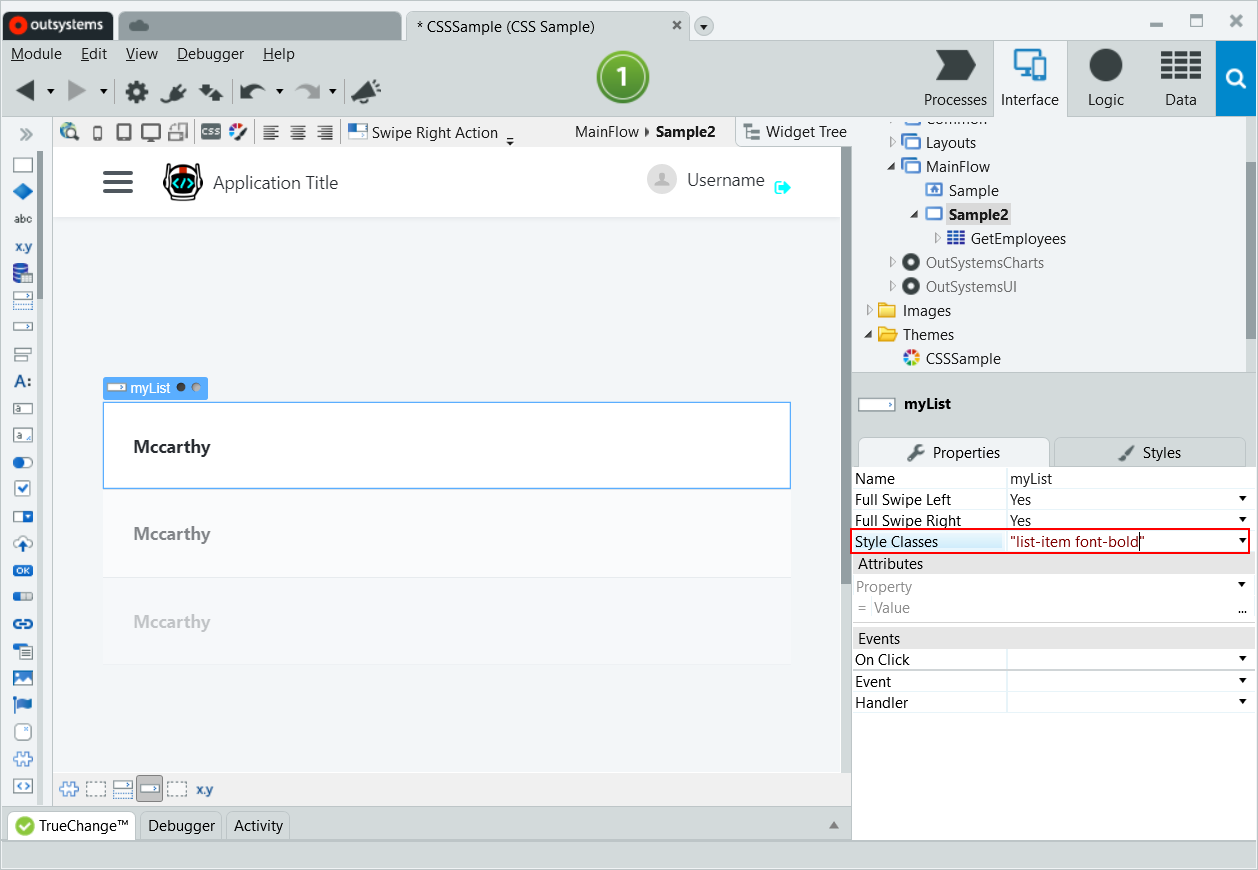 outsystems
* CSSSample (CSS Sample)
Module Edit View Debugger Help
1
Processes
Interface
Logic
Data
CSS
Swipe Right Action
MainFlow
Sample2
Widget Tree
Common
Layouts
MainFlow
Sample
Sample2
GetEmployees
OutSystemsCharts
OutSystemsUI
Images
Themes
CSSSample
abc
x.y
A:
a
a
OK
Application Title
Username
myList
Mccarthy
Mccarthy
Mccarthy
x.y
myList
Properties
Styles
Name myList
Full Swipe Left Yes
Full Swipe Right Yes
Style Classes "list-item font-bold"
Attributes
Property
= Value ...
Events
On Click
Event
Handler
TrueChange™ Debugger Activity